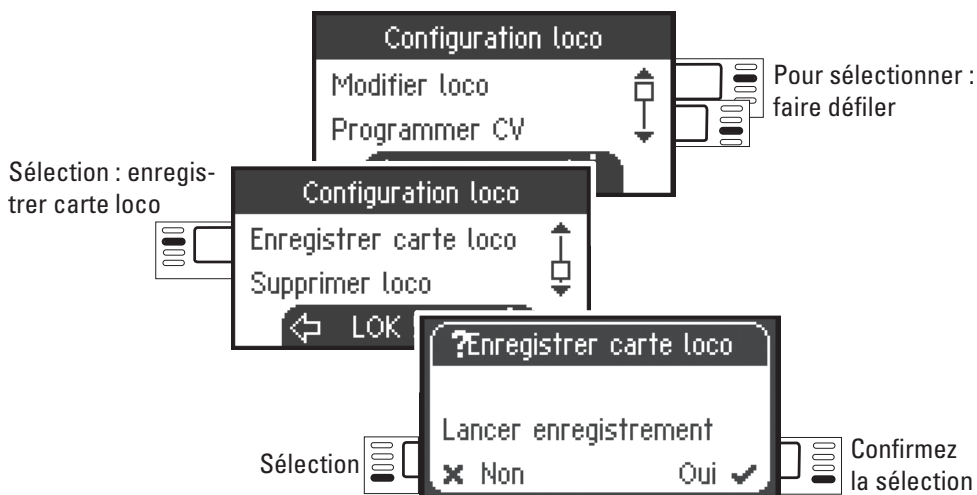 Configuration loco
Modifier loco
Programmer CV
Pour sélectionner :
faire défiler
Sélection : enregis-
trer carte loco
Configuration loco
Enregistrer carte loco
Supprimer loco
LOK
?Enregistrer carte loco
Lancer enregistrement
Non
Oui
Sélection
Confirmez
la sélection